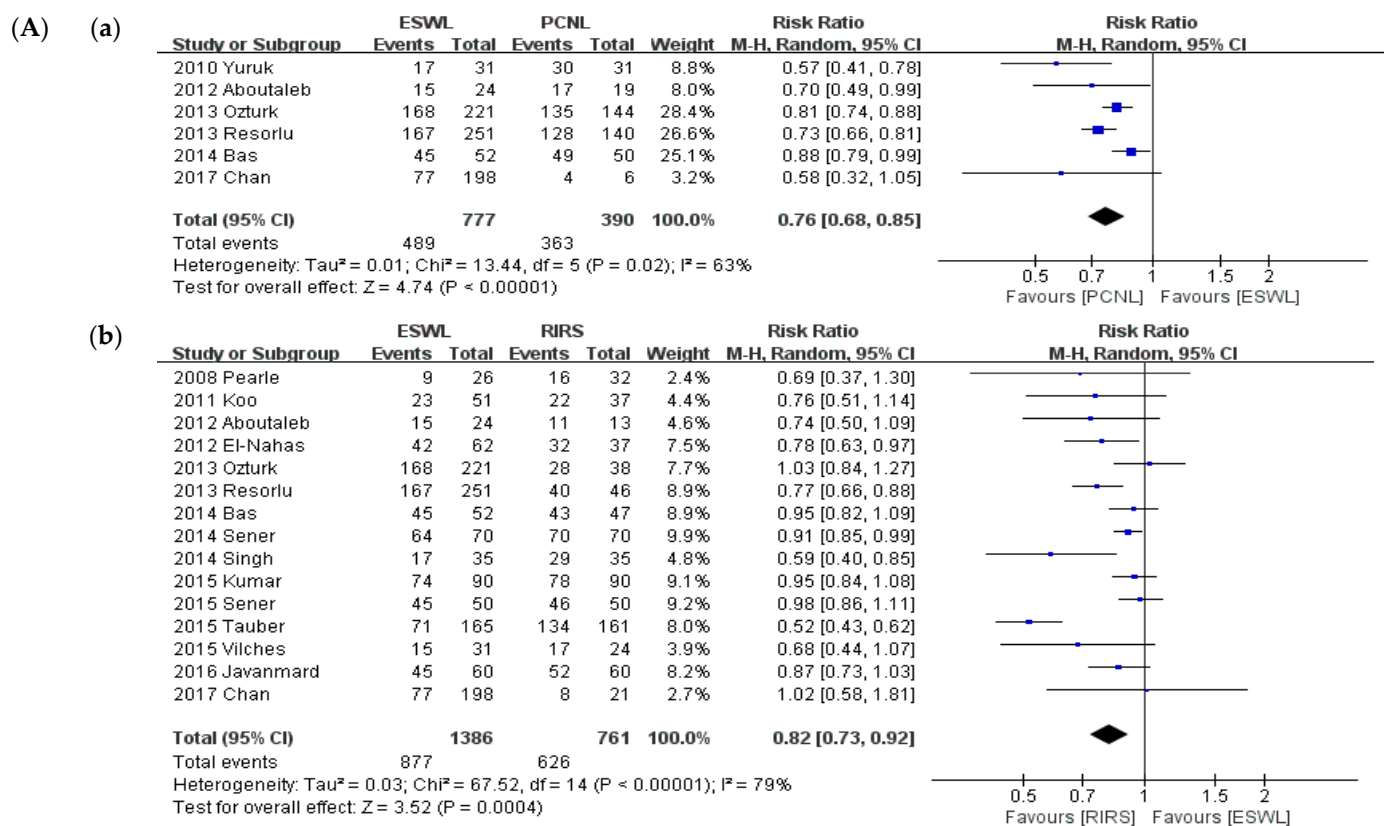 (A) (a) ESWL PCNL Risk Ratio Risk Ratio
Study or Subgroup Events Total Events Total Weight M-H, Random, 95% CI M-H, Random, 95% CI
2010 Yuruk 17 31 30 31 8.8% 0.57 [0.41, 0.78]
2012 Aboutaleb 15 24 17 19 8.0% 0.70 [0.49, 0.99]
2013 Ozturk 168 221 135 144 28.4% 0.81 [0.74, 0.88]
2013 Resorlu 167 251 128 140 26.6% 0.73 [0.66, 0.81]
2014 Bas 45 52 49 50 25.1% 0.88 [0.79, 0.99]
2017 Chan 77 198 4 6 3.2% 0.58 [0.32, 1.05]
Total (95% CI) 777 390 100.0% 0.76 [0.68, 0.85]
Total events 489 363
Heterogeneity: Tau² = 0.01; Chi² = 13.44, df = 5 (P = 0.02); I² = 63%
Test for overall effect: Z = 4.74 (P < 0.00001)
0.5 0.7 1 1.5 2
Favours [PCNL] Favours [ESWL]
(b) ESWL RIRS Risk Ratio Risk Ratio
Study or Subgroup Events Total Events Total Weight M-H, Random, 95% CI M-H, Random, 95% CI
2008 Pearle 9 26 16 32 2.4% 0.69 [0.37, 1.30]
2011 Koo 23 51 22 37 4.4% 0.76 [0.51, 1.14]
2012 Aboutaleb 15 24 11 13 4.6% 0.74 [0.50, 1.09]
2012 El-Nahas 42 62 32 37 7.5% 0.78 [0.63, 0.97]
2013 Ozturk 168 221 28 38 7.7% 1.03 [0.84, 1.27]
2013 Resorlu 167 251 40 46 8.9% 0.77 [0.66, 0.88]
2014 Bas 45 52 43 47 8.9% 0.95 [0.82, 1.09]
2014 Sener 64 70 70 70 9.9% 0.91 [0.85, 0.99]
2014 Singh 17 35 29 35 4.8% 0.59 [0.40, 0.85]
2015 Kumar 74 90 78 90 9.1% 0.95 [0.84, 1.08]
2015 Sener 45 50 46 50 9.2% 0.98 [0.86, 1.11]
2015 Tauber 71 165 134 161 8.0% 0.52 [0.43, 0.62]
2015 Vilches 15 31 17 24 3.9% 0.68 [0.44, 1.07]
2016 Javanmard 45 60 52 60 8.2% 0.87 [0.73, 1.03]
2017 Chan 77 198 8 21 2.7% 1.02 [0.58, 1.81]
Total (95% CI) 1386 761 100.0% 0.82 [0.73, 0.92]
Total events 877 626
Heterogeneity: Tau² = 0.03; Chi² = 67.52, df = 14 (P < 0.00001); I² = 79%
Test for overall effect: Z = 3.52 (P = 0.0004)
0.5 0.7 1 1.5 2
Favours [RIRS] Favours [ESWL]